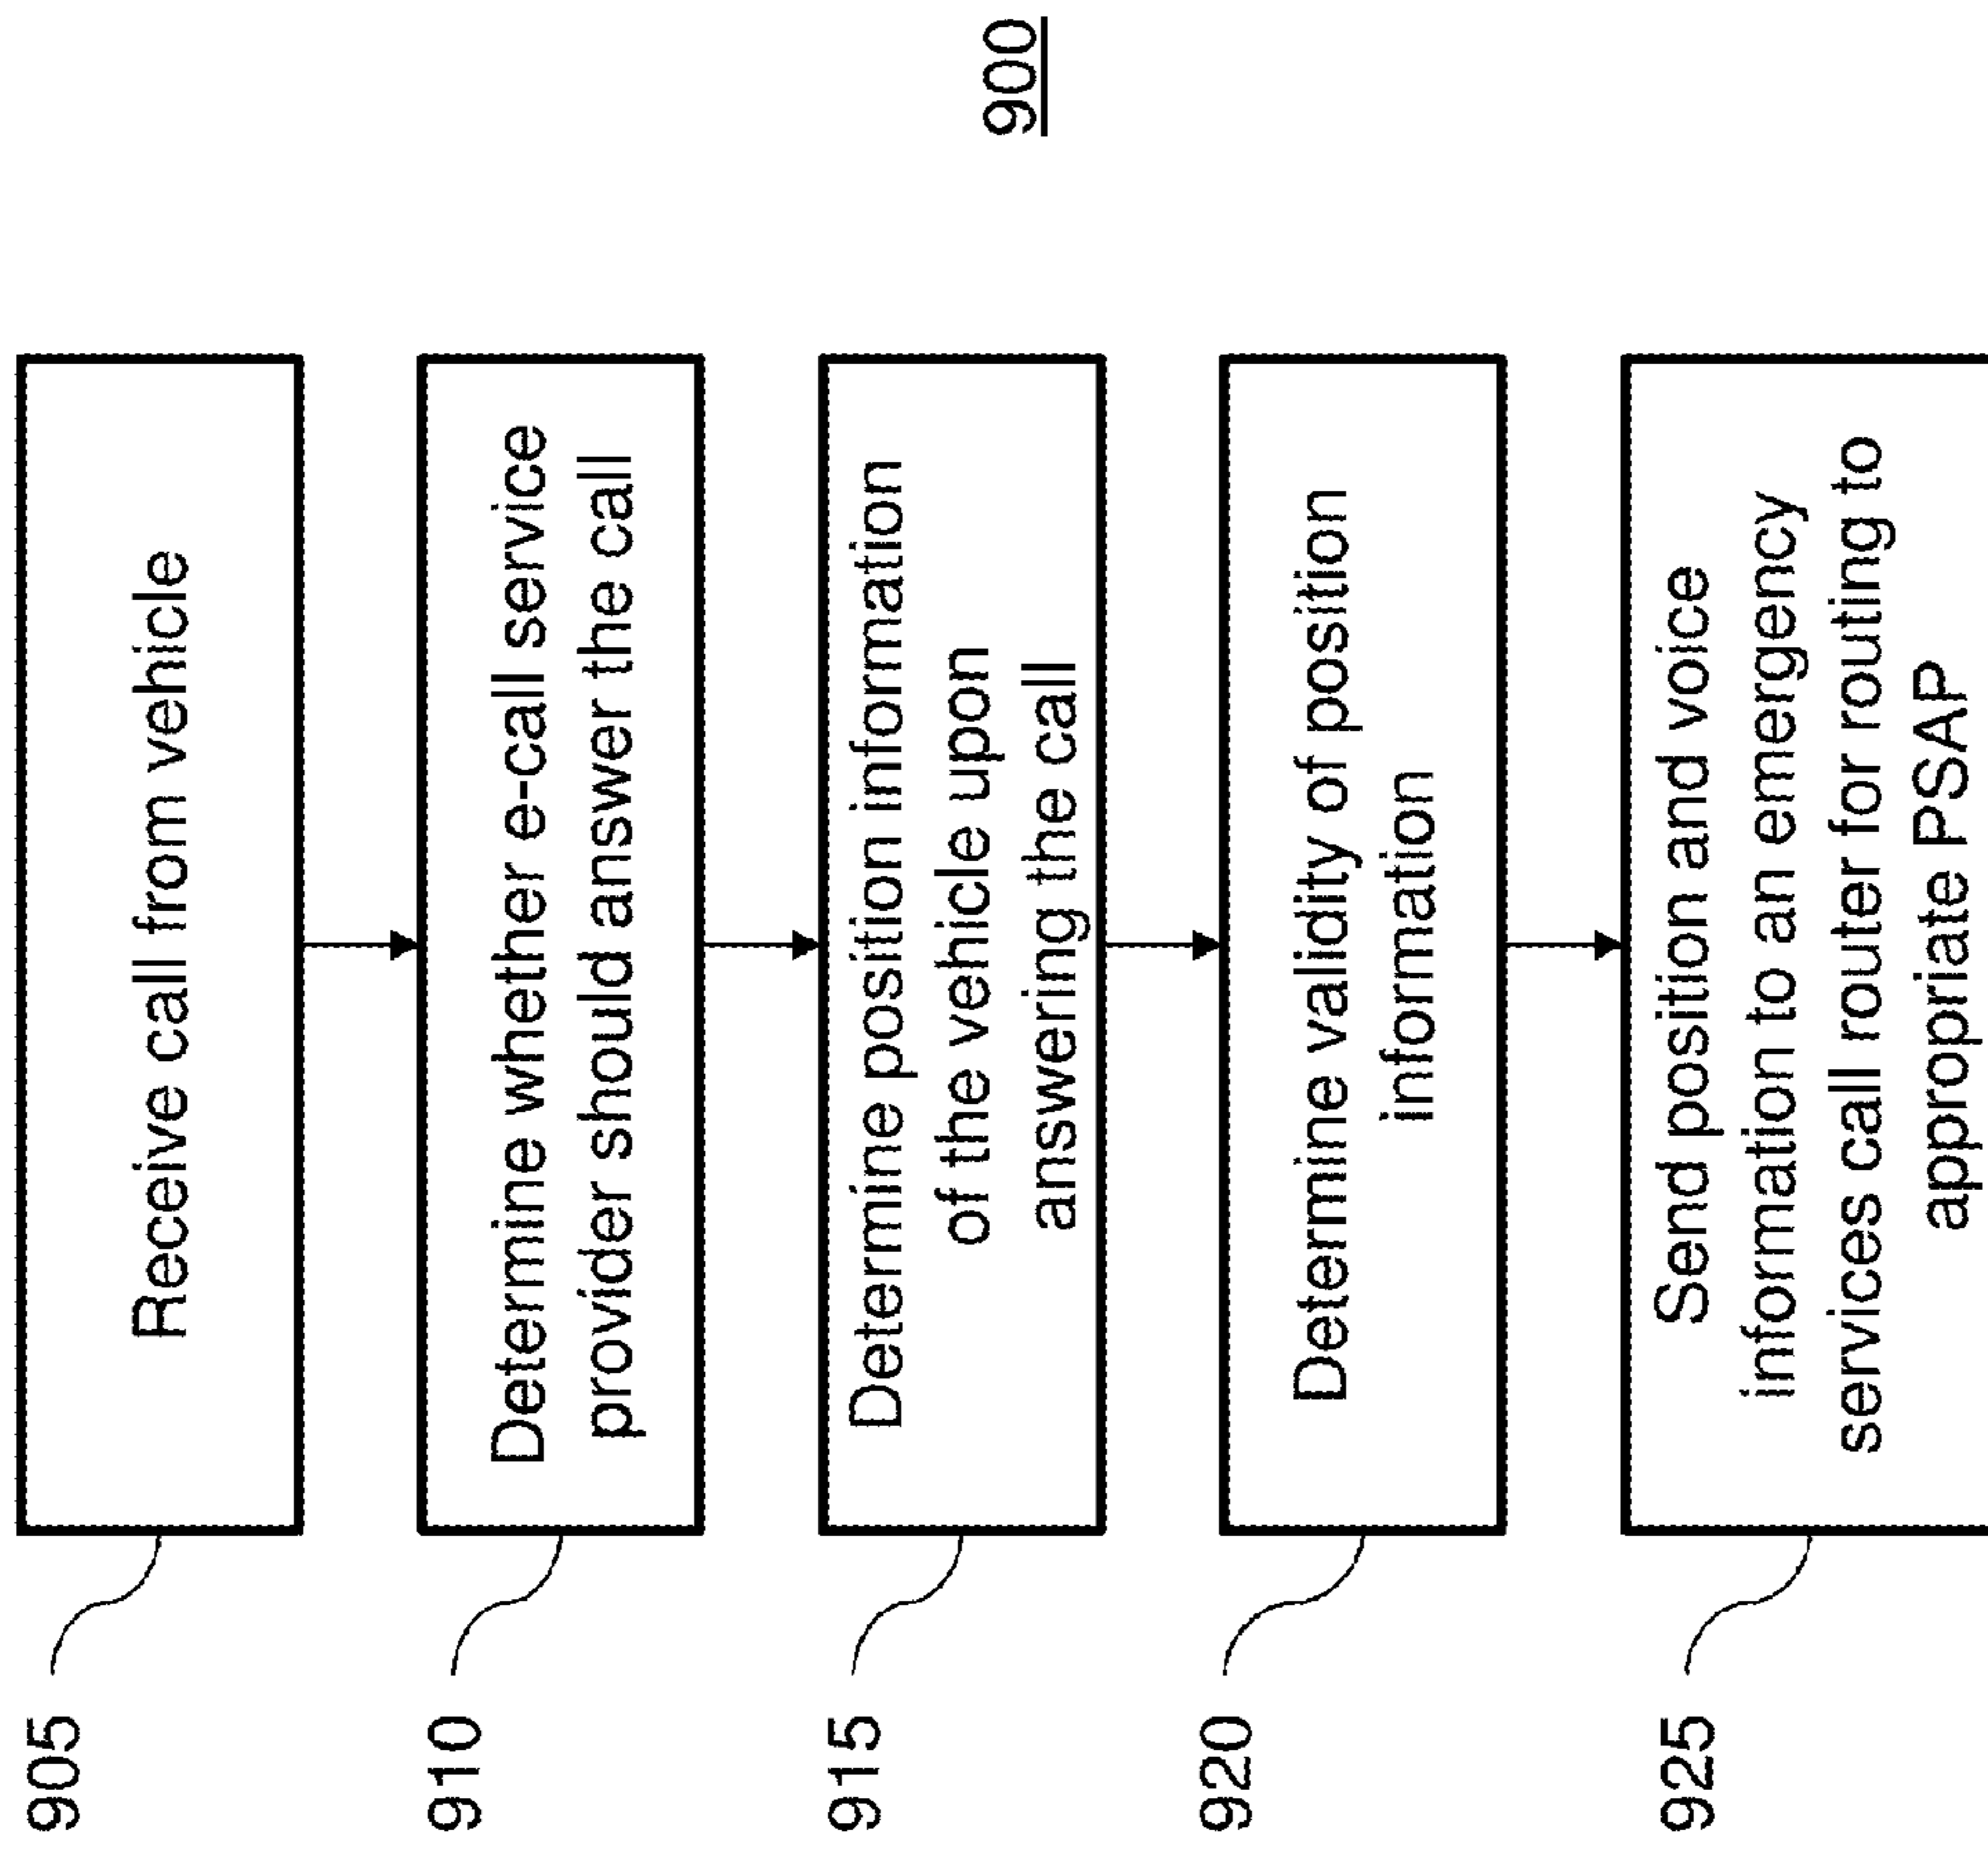 900
905
Receive call from vehicle
910
Determine whether e-call service
provider should answer the call
915
Determine position information
of the vehicle upon
answering the call
920
Determine validity of position
information
925
Send position and voice
information to an emergency
services call router for routing to
appropriate PSAP